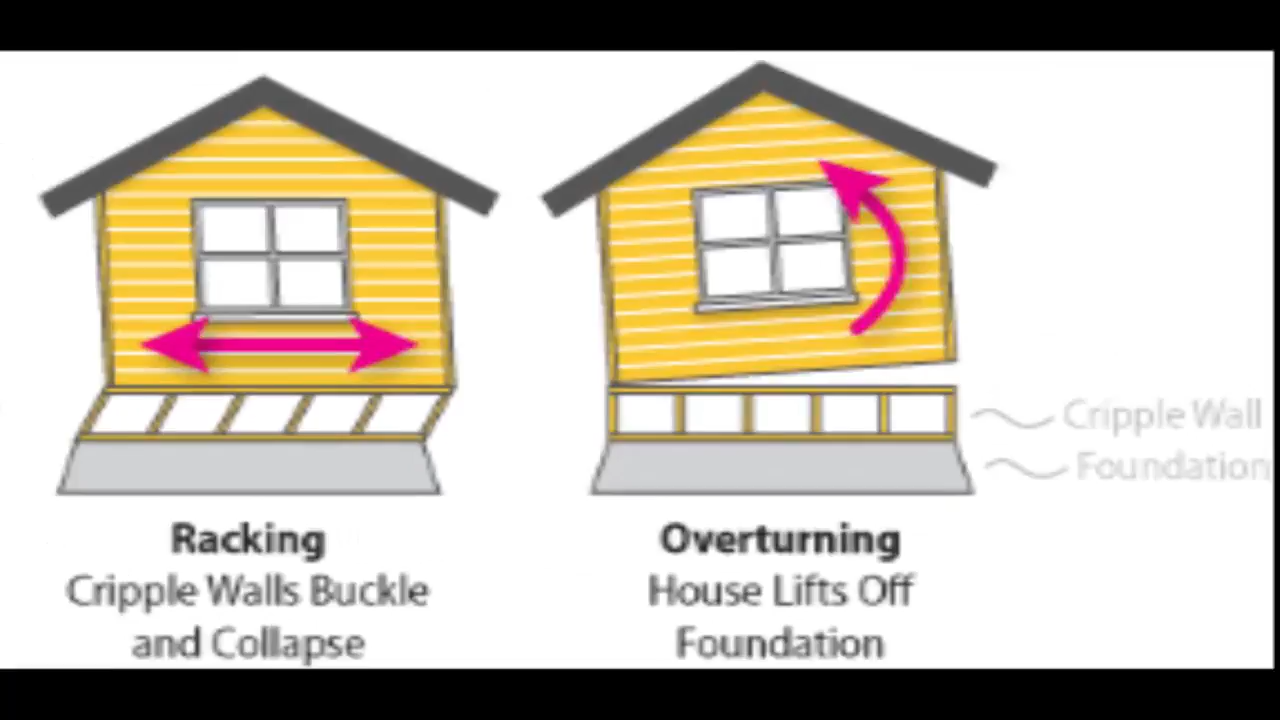 Cripple Wall
Foundation
Racking
Cripple Walls Buckle
and Collapse
Overturning
House Lifts Off
Foundation